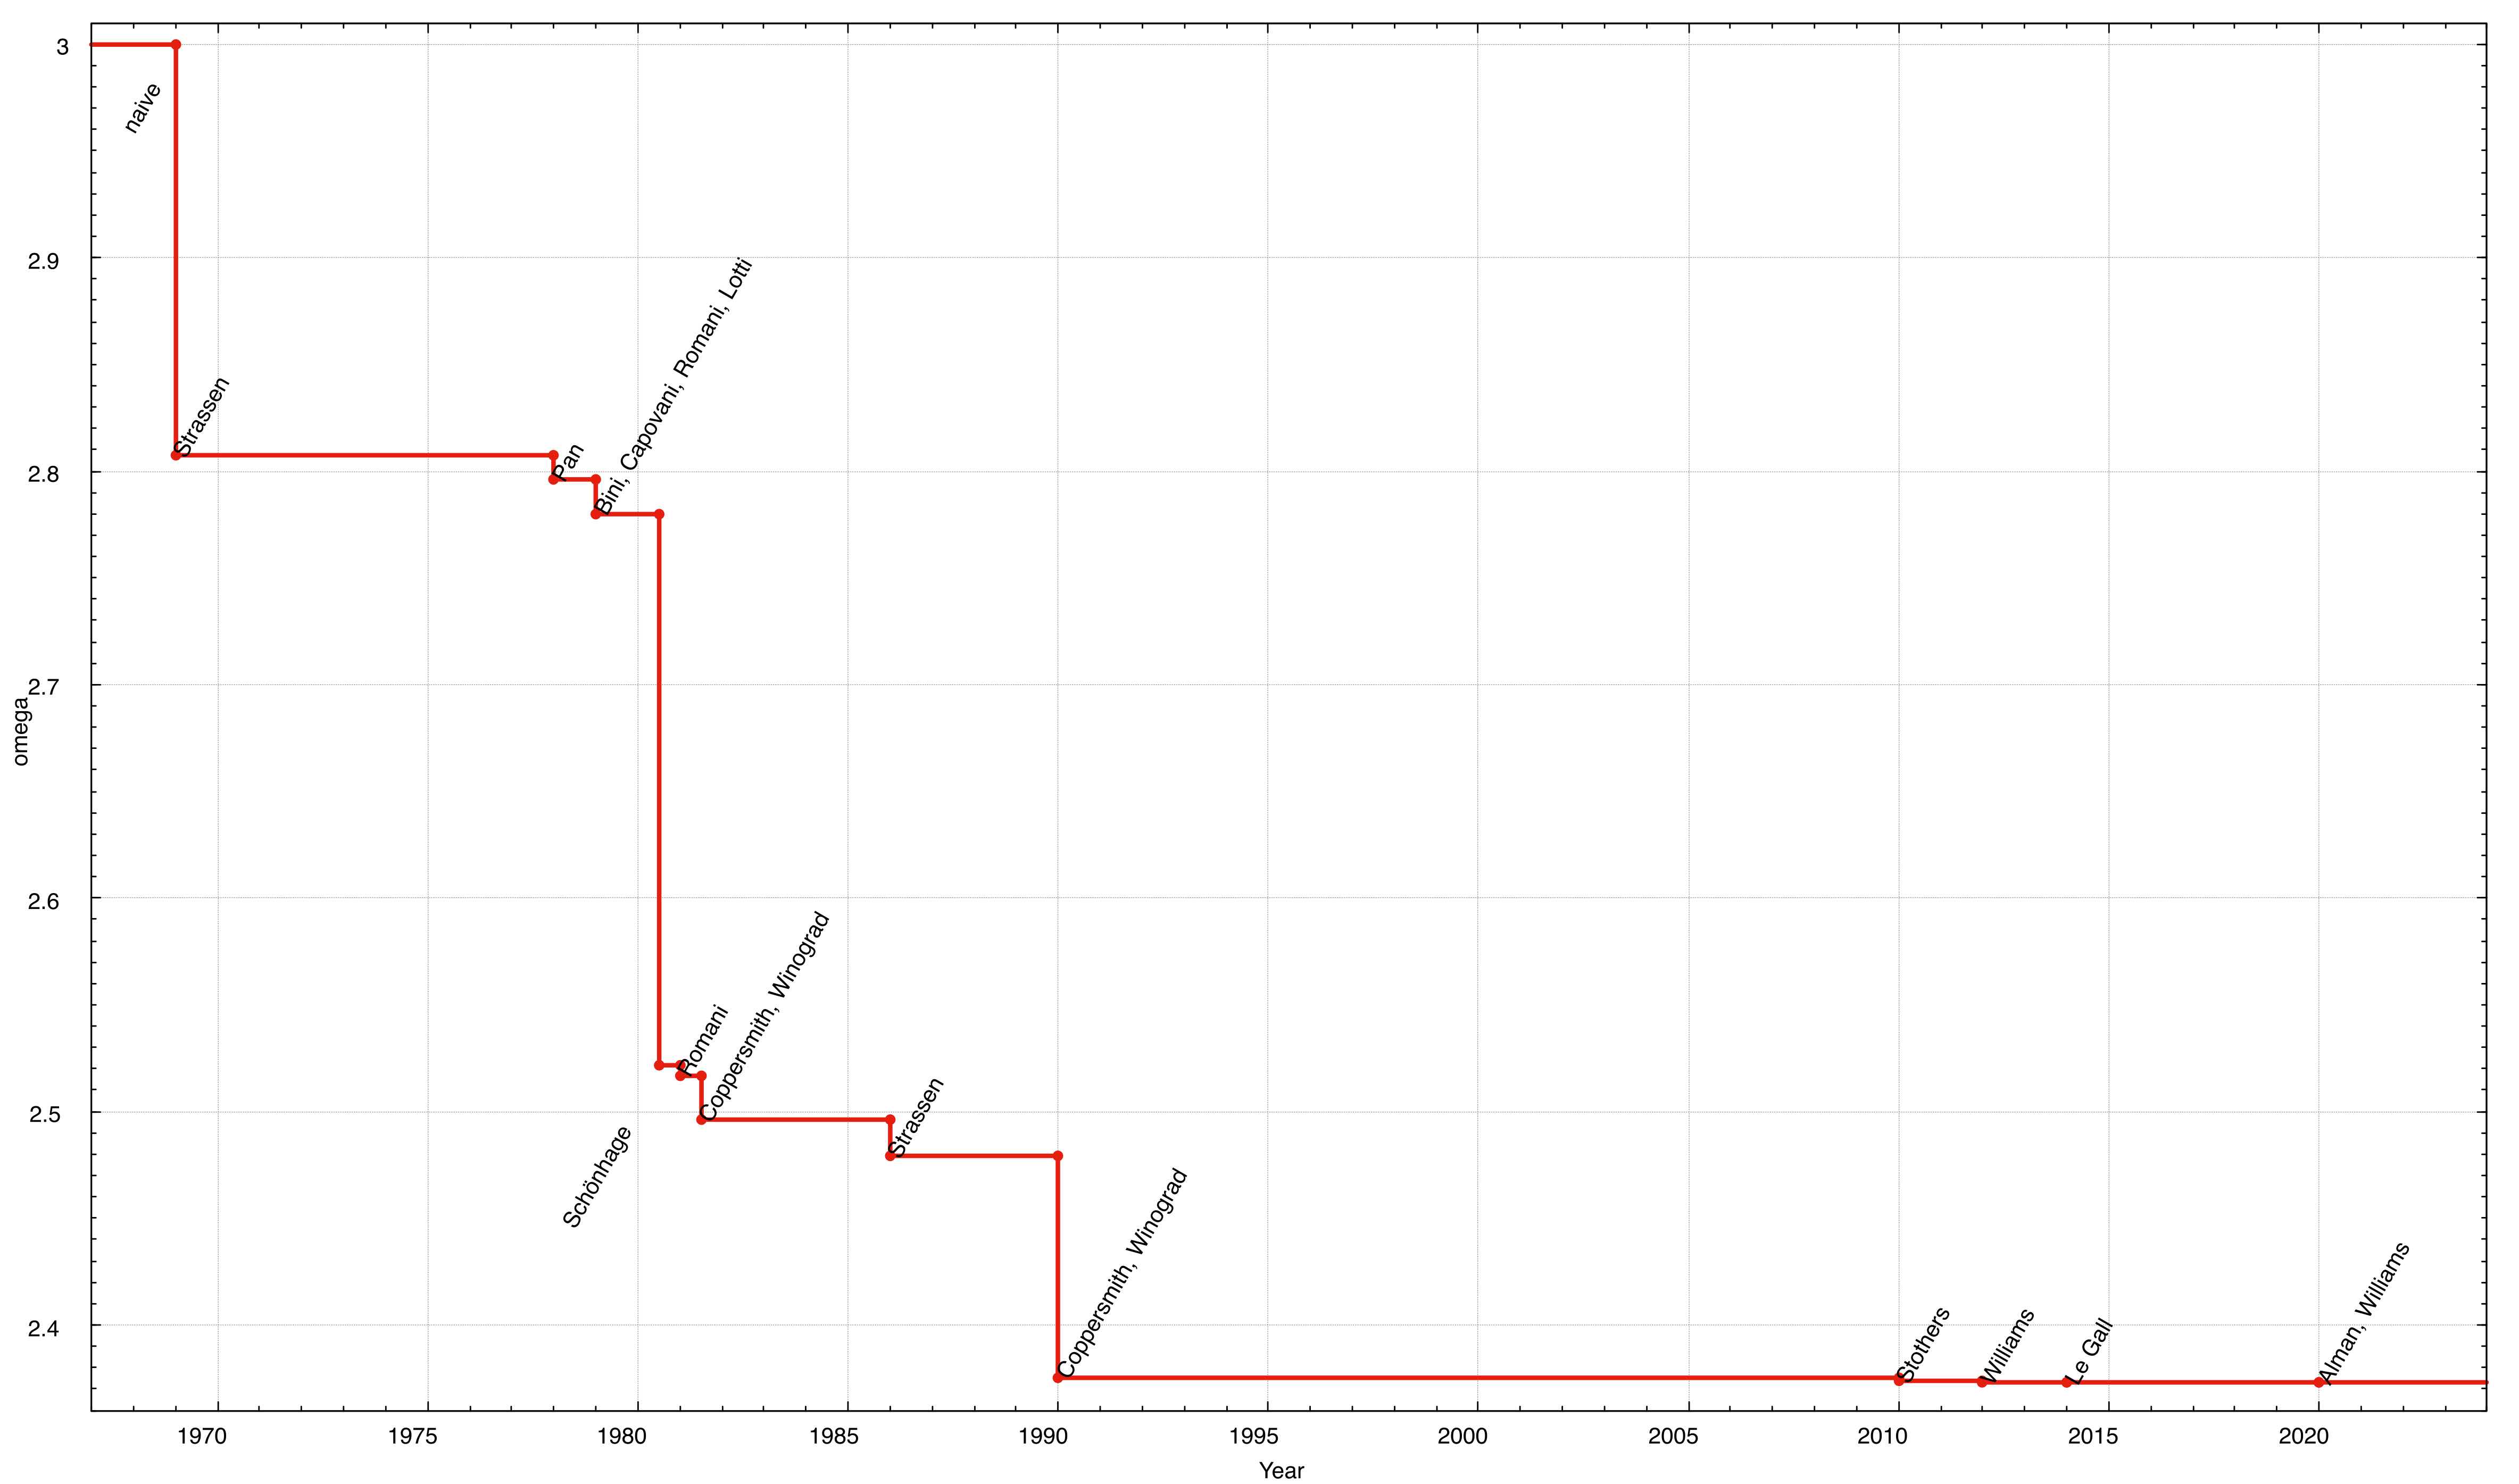 3
naive
2.9
Bini, Capovani, Romani, Lotti
Strassen
Pan
2.8
2.7
omega
2.6
Coppersmith, Winograd
Romani
2.5
Strassen
Schönhage
Coppersmith, Winograd
2.4
Stothers
Williams
Le Gall
Alman, Williams
1970
1975
1980
1985
1990
1995
2000
2005
2010
2015
2020
Year